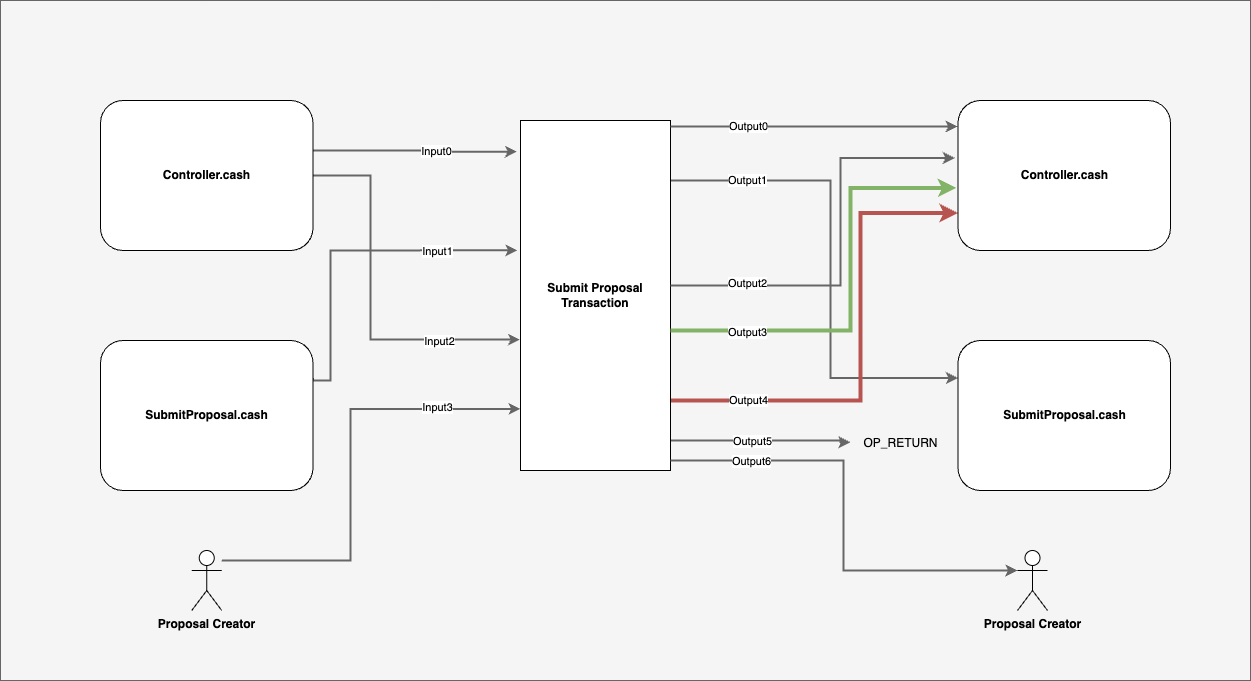 Controller.cash
SubmitProposal.cash
Proposal Creator
Input0
Input1
Input2
Input3
Submit Proposal
Transaction
Output0
Output1
Output2
Output3
Output4
Output5
Output6
OP_RETURN
Controller.cash
SubmitProposal.cash
Proposal Creator